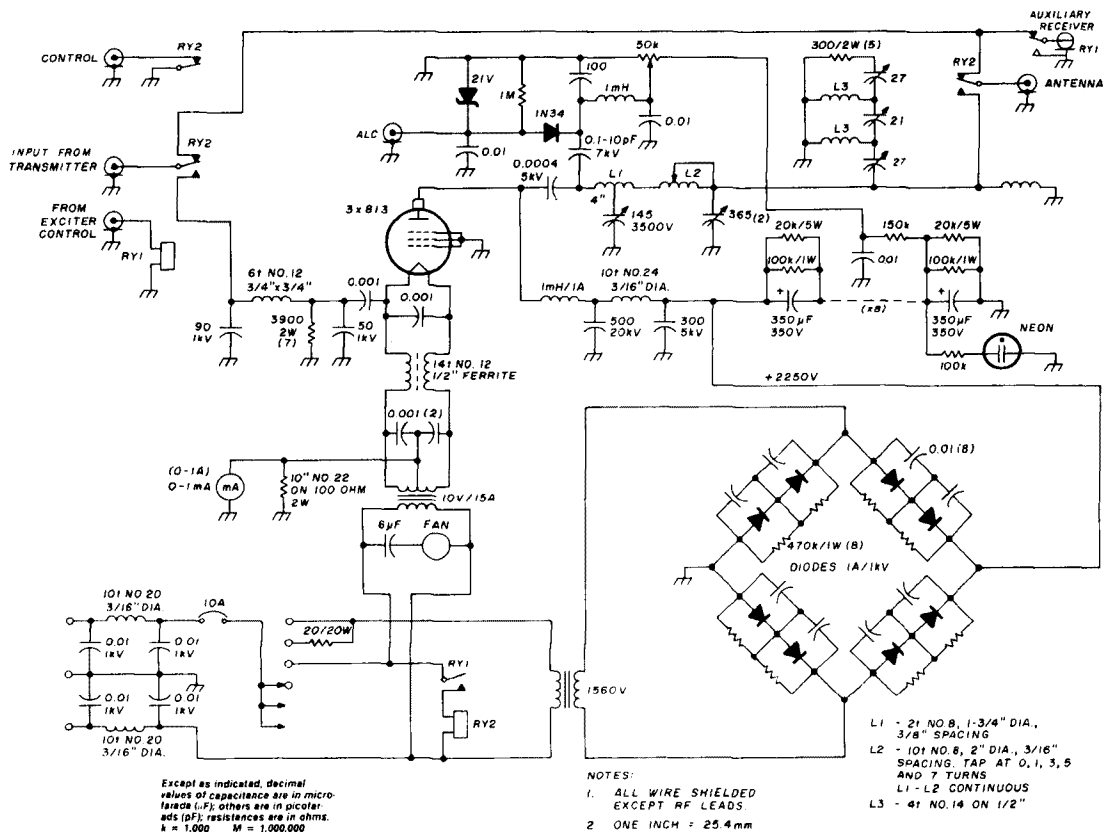 AUXILIARY
RECEIVER
RY1
CONTROL
RY2
50k
300/2W (5)
RY2
ANTENNA
21V
1M
100
1mH
27
L3
21
L3
27
1N34
0.01
ALC
0.01
0.1-10pF
7kV
RY2
INPUT FROM
TRANSMITTER
0.0004
5kV
L1
4"
L2
3x813
145
3500V
365(2)
FROM
EXCITER
CONTROL
RY1
20k/5W
150k
20k/5W
100k/1W
.001
100k/1W
6t NO.12
3/4"x3/4"
0.001
0.001
1mH/1A
10t NO.24
3/16" DIA.
+
350µF
350V
(x8)
+
350µF
350V
90
1kV
3900
2W
(7)
50
1kV
500
20kV
300
5kV
NEON
100k
14t NO.12
1/2" FERRITE
+2250V
0.001(2)
(0-1A)
0-1mA
mA
10" NO.22
ON 100 OHM
2W
10V/15A
0.01(8)
6µF
FAN
470k/1W(8)
DIODES 1A/1kV
10t NO 20
3/16" DIA.
10A
0.01
1kV
0.01
1kV
20/20W
RY1
0.01
1kV
0.01
1kV
1560V
RY2
10t NO 20
3/16" DIA.
L1 - 2t NO.8, 1-3/4" DIA.,
3/8" SPACING
L2 - 10t NO.8, 2" DIA., 3/16"
SPACING. TAP AT 0, 1, 3, 5
AND 7 TURNS
L1 - L2 CONTINUOUS
L3 - 4t NO.14 ON 1/2"
Except as indicated, decimal
values of capacitance are in micro-
farads (µF); others are in picofar-
ads (pF); resistances are in ohms.
k = 1,000 M = 1,000,000
NOTES:
1. ALL WIRE SHIELDED
EXCEPT RF LEADS.
2 ONE INCH = 25.4mm